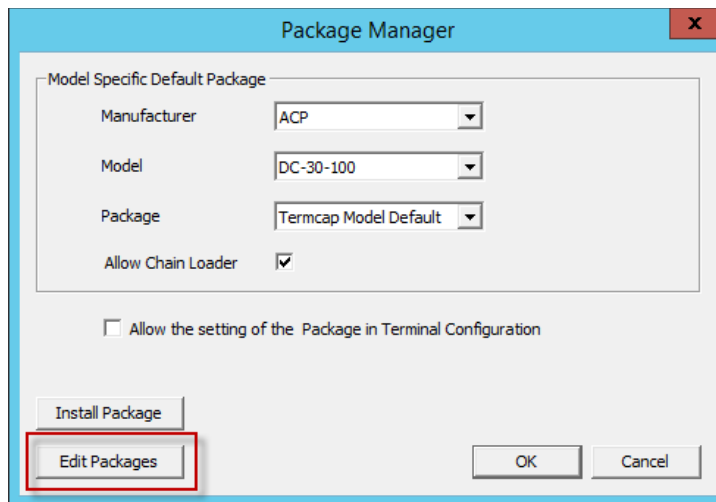 Package Manager
x
Model Specific Default Package
Manufacturer
ACP
Model
DC-30-100
Package
Termcap Model Default
Allow Chain Loader
Allow the setting of the Package in Terminal Configuration
Install Package
Edit Packages
OK
Cancel